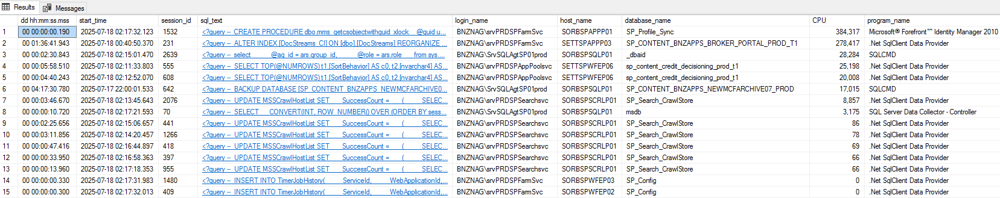 Results Messages
dd hh:mm:ss.mss start_time session_id sql_text login_name host_name database_name CPU program_name
1 00 00:00:00.190 2025-07-18 02:17:32.123 1532 <?query -- CREATE PROCEDURE dbo.mms_getcsobjectwithguid_xlock @guid u... BNZNAG\srvPRDSPFarmSvc SORBSPAPPP01 SP_Profile_Sync 384,317 Microsoft® Forefront™ Identity Manager 2010
2 00 01:36:41.943 2025-07-18 00:40:50.370 231 <?query -- ALTER INDEX [DocStreams_CI] ON [dbo].[DocStreams] REORGANIZE ... BNZNAG\srvPRDSPFarmSvc SETTSPAPPP03 SP_CONTENT_BNZAPPS_BROKER_PORTAL_PROD_T1 278,417 .Net SqlClient Data Provider
3 00 00:02:30.843 2025-07-18 02:15:01.470 2639 <?query -- select @ag_id = ars.group_id, @role = ars.role from sys.... BNZNAG\SrvSQLAgtSP01prod SORBSPSQLP01 _dbaid 28,284 SQLCMD
4 00 00:05:58.510 2025-07-18 02:11:33.803 555 <?query -- SELECT TOP(@NUMROWS) t1.[SortBehavior] AS c0, t2.[nvarchar4] AS... BNZNAG\srvPRDSPAppPoolsvc SETTSPWFEP06 sp_content_credit_decisioning_prod_t1 25,198 .Net SqlClient Data Provider
5 00 00:04:40.243 2025-07-18 02:12:52.070 608 <?query -- SELECT TOP(@NUMROWS) t1.[SortBehavior] AS c0, t2.[nvarchar4] AS... BNZNAG\srvPRDSPAppPoolsvc SETTSPWFEP06 sp_content_credit_decisioning_prod_t1 20,008 .Net SqlClient Data Provider
6 00 04:17:30.780 2025-07-17 22:00:01.533 642 <?query -- BACKUP DATABASE [SP_CONTENT_BNZAPPS_NEWMCFARCHIVE0... BNZNAG\SrvSQLAgtSP01prod SORBSPSQLP01 SP_CONTENT_BNZAPPS_NEWMCFARCHIVE07_PROD 17,015 SQLCMD
7 00 00:03:46.670 2025-07-18 02:13:45.643 2076 <?query -- UPDATE MSSCrawlHostList SET SuccessCount = ( SELEC... BNZNAG\srvPRDSPSearchsvc SORBSPSCRLP01 SP_Search_CrawlStore 8,857 .Net SqlClient Data Provider
8 00 00:00:10.720 2025-07-18 02:17:21.593 70 <?query -- SELECT CONVERT(INT, ROW_NUMBER() OVER (ORDER BY sess... BNZNAG\SrvSQLAgtSP01prod SORBSPSQLP01 msdb 3,175 SQL Server Data Collector - Controller
9 00 00:02:25.656 2025-07-18 02:15:06.657 441 <?query -- UPDATE MSSCrawlHostList SET SuccessCount = ( SELEC... BNZNAG\srvPRDSPSearchsvc SORBSPSCRLP01 SP_Search_CrawlStore 86 .Net SqlClient Data Provider
10 00 00:03:11.856 2025-07-18 02:14:20.457 1266 <?query -- UPDATE MSSCrawlHostList SET SuccessCount = ( SELEC... BNZNAG\srvPRDSPSearchsvc SORBSPSCRLP01 SP_Search_CrawlStore 78 .Net SqlClient Data Provider
11 00 00:00:47.416 2025-07-18 02:16:44.897 418 <?query -- UPDATE MSSCrawlHostList SET SuccessCount = ( SELEC... BNZNAG\srvPRDSPSearchsvc SORBSPSCRLP01 SP_Search_CrawlStore 69 .Net SqlClient Data Provider
12 00 00:00:33.950 2025-07-18 02:16:58.363 397 <?query -- UPDATE MSSCrawlHostList SET SuccessCount = ( SELEC... BNZNAG\srvPRDSPSearchsvc SORBSPSCRLP01 SP_Search_CrawlStore 66 .Net SqlClient Data Provider
13 00 00:00:13.960 2025-07-18 02:17:18.353 955 <?query -- UPDATE MSSCrawlHostList SET SuccessCount = ( SELEC... BNZNAG\srvPRDSPSearchsvc SORBSPSCRLP01 SP_Search_CrawlStore 66 .Net SqlClient Data Provider
14 00 00:00:00.330 2025-07-18 02:17:31.983 1480 <?query -- INSERT INTO TimerJobHistory( ServiceId, WebApplicationId,... BNZNAG\srvPRDSPFarmSvc SORBSPWFEP03 SP_Config 0 .Net SqlClient Data Provider
15 00 00:00:00.300 2025-07-18 02:17:32.013 409 <?query -- INSERT INTO TimerJobHistory( ServiceId, WebApplicationId,... BNZNAG\srvPRDSPFarmSvc SORBSPWFEP02 SP_Config 0 .Net SqlClient Data Provider